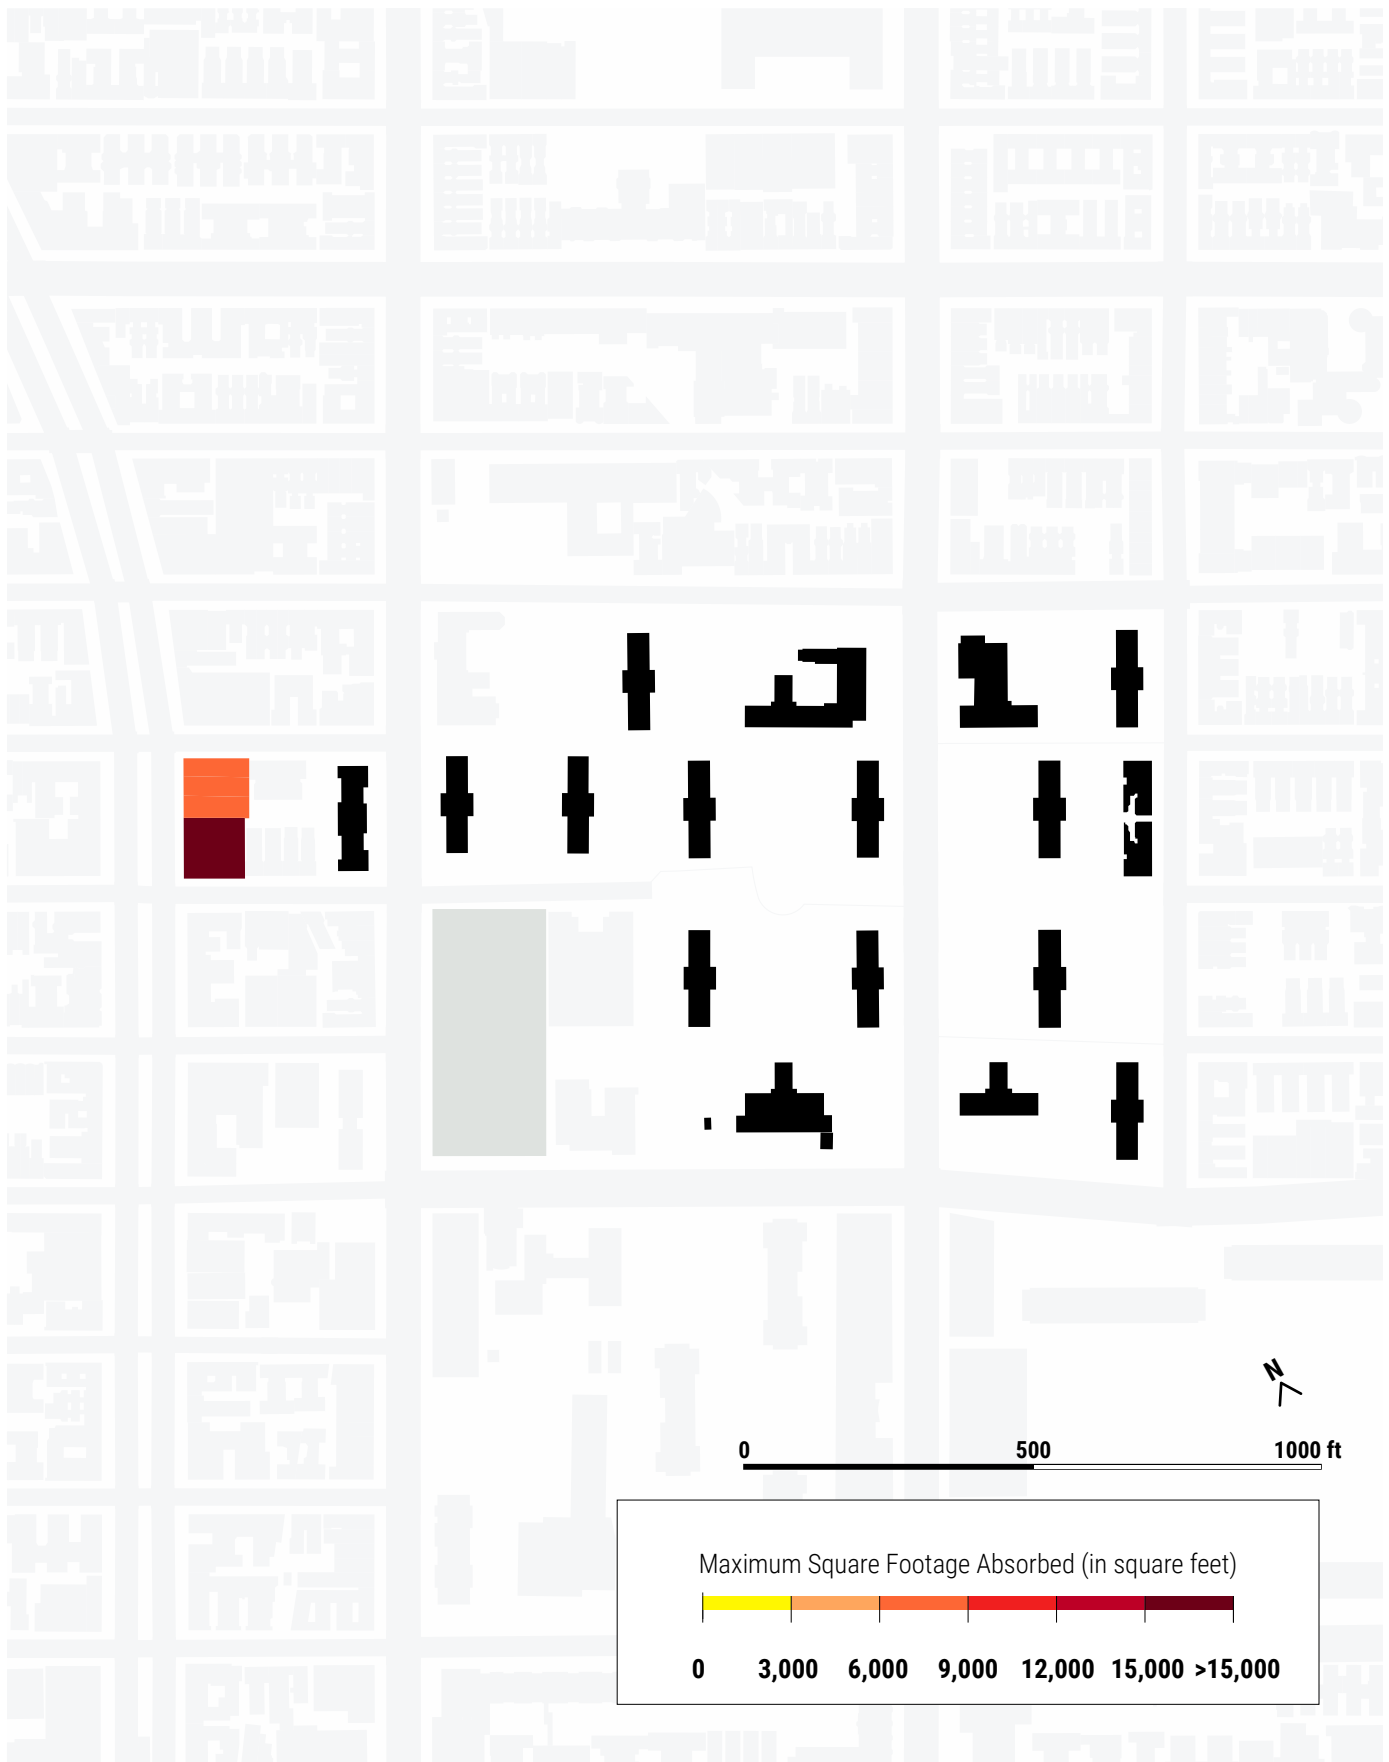 N
0 500 1000 ft
Maximum Square Footage Absorbed (in square feet)
0 3,000 6,000 9,000 12,000 15,000 >15,000